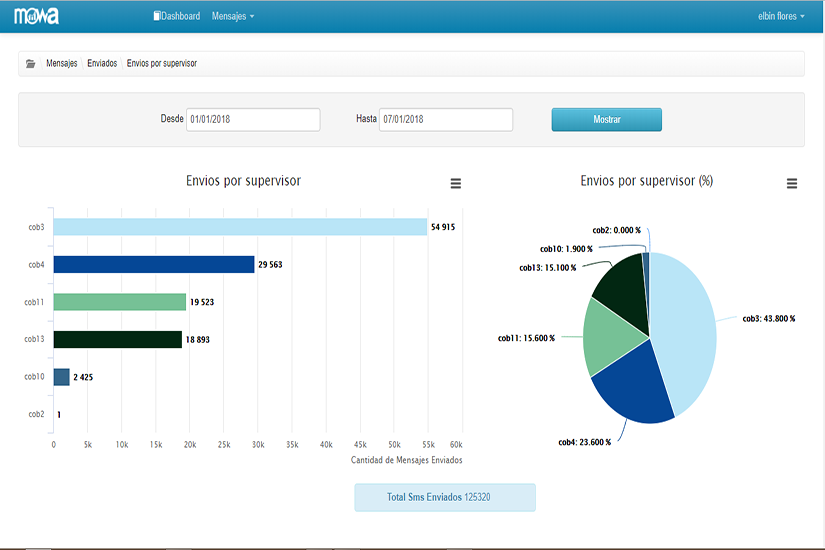 mowa Dashboard Mensajes elbin flores
Mensajes Enviados Envios por supervisor
Desde 01/01/2018 Hasta 07/01/2018 Mostrar
Envios por supervisor
cob3 54 915
cob4 29 563
cob11 19 523
cob13 18 893
cob10 2 425
cob2 1
0 5k 10k 15k 20k 25k 30k 35k 40k 45k 50k 55k 60k
Cantidad de Mensajes Enviados
Envios por supervisor (%)
cob2: 0.000 %
cob10: 1.900 %
cob13: 15.100 %
cob3: 43.800 %
cob11: 15.600 %
cob4: 23.600 %
Total Sms Enviados 125320